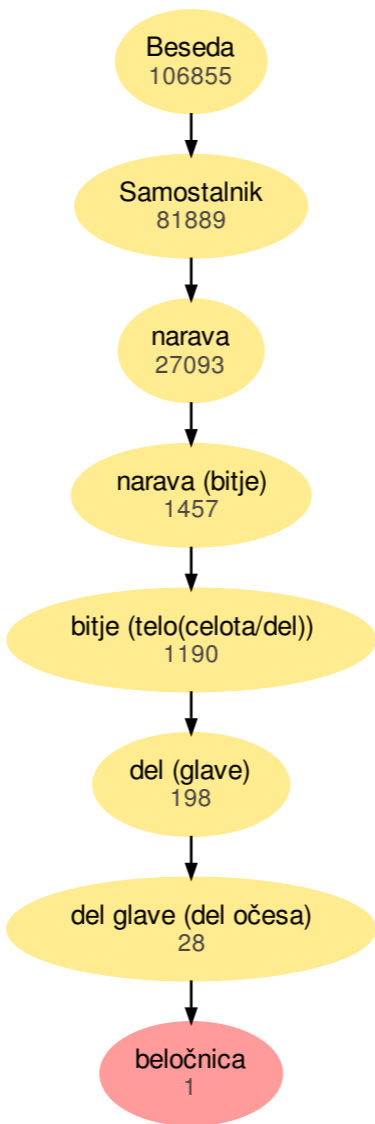 Beseda
106855
Samostalnik
81889
narava
27093
narava (bitje)
1457
bitje (telo(celota/del))
1190
del (glave)
198
del glave (del očesa)
28
beločnica
1